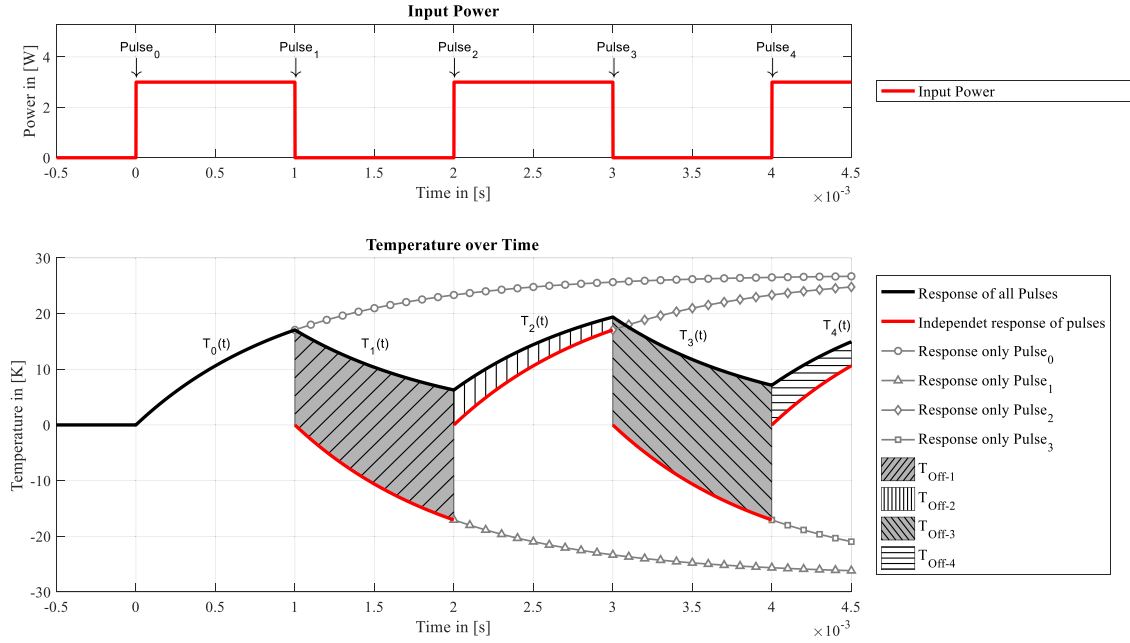 Input Power
Pulse0 Pulse1 Pulse2 Pulse3 Pulse4
Power in [W]
4
2
0
-0.5 0 0.5 1 1.5 2 2.5 3 3.5 4 4.5
Time in [s]
×10-3
Input Power
Temperature over Time
Temperature in [K]
30
20
10
0
-10
-20
-30
T0(t)
T1(t)
T2(t)
T3(t)
T4(t)
-0.5 0 0.5 1 1.5 2 2.5 3 3.5 4 4.5
Time in [s]
×10-3
Response of all Pulses
Independet response of pulses
Response only Pulse0
Response only Pulse1
Response only Pulse2
Response only Pulse3
TOff-1
TOff-2
TOff-3
TOff-4